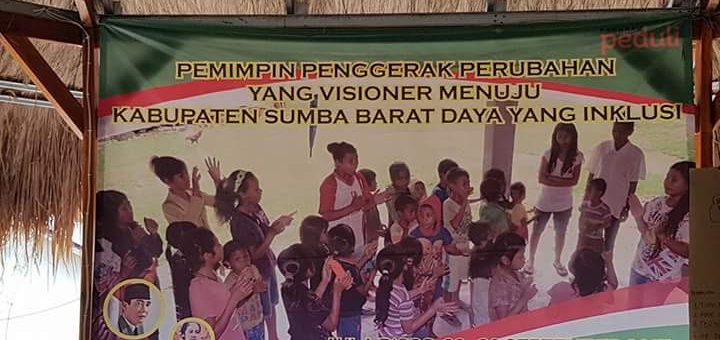 peduli
PEMIMPIN PENGGERAK PERUBAHAN
YANG VISIONER MENUJU
KABUPATEN SUMBA BARAT DAYA YANG INKLUSI